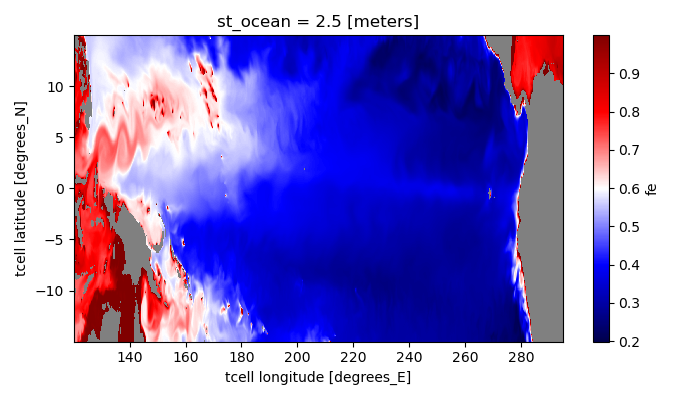 st_ocean = 2.5 [meters]
10
5
0
−5
−10
tcell latitude [degrees_N]
140 160 180 200 220 240 260 280
tcell longitude [degrees_E]
0.9
0.8
0.7
0.6
0.5
0.4
0.3
0.2
fe